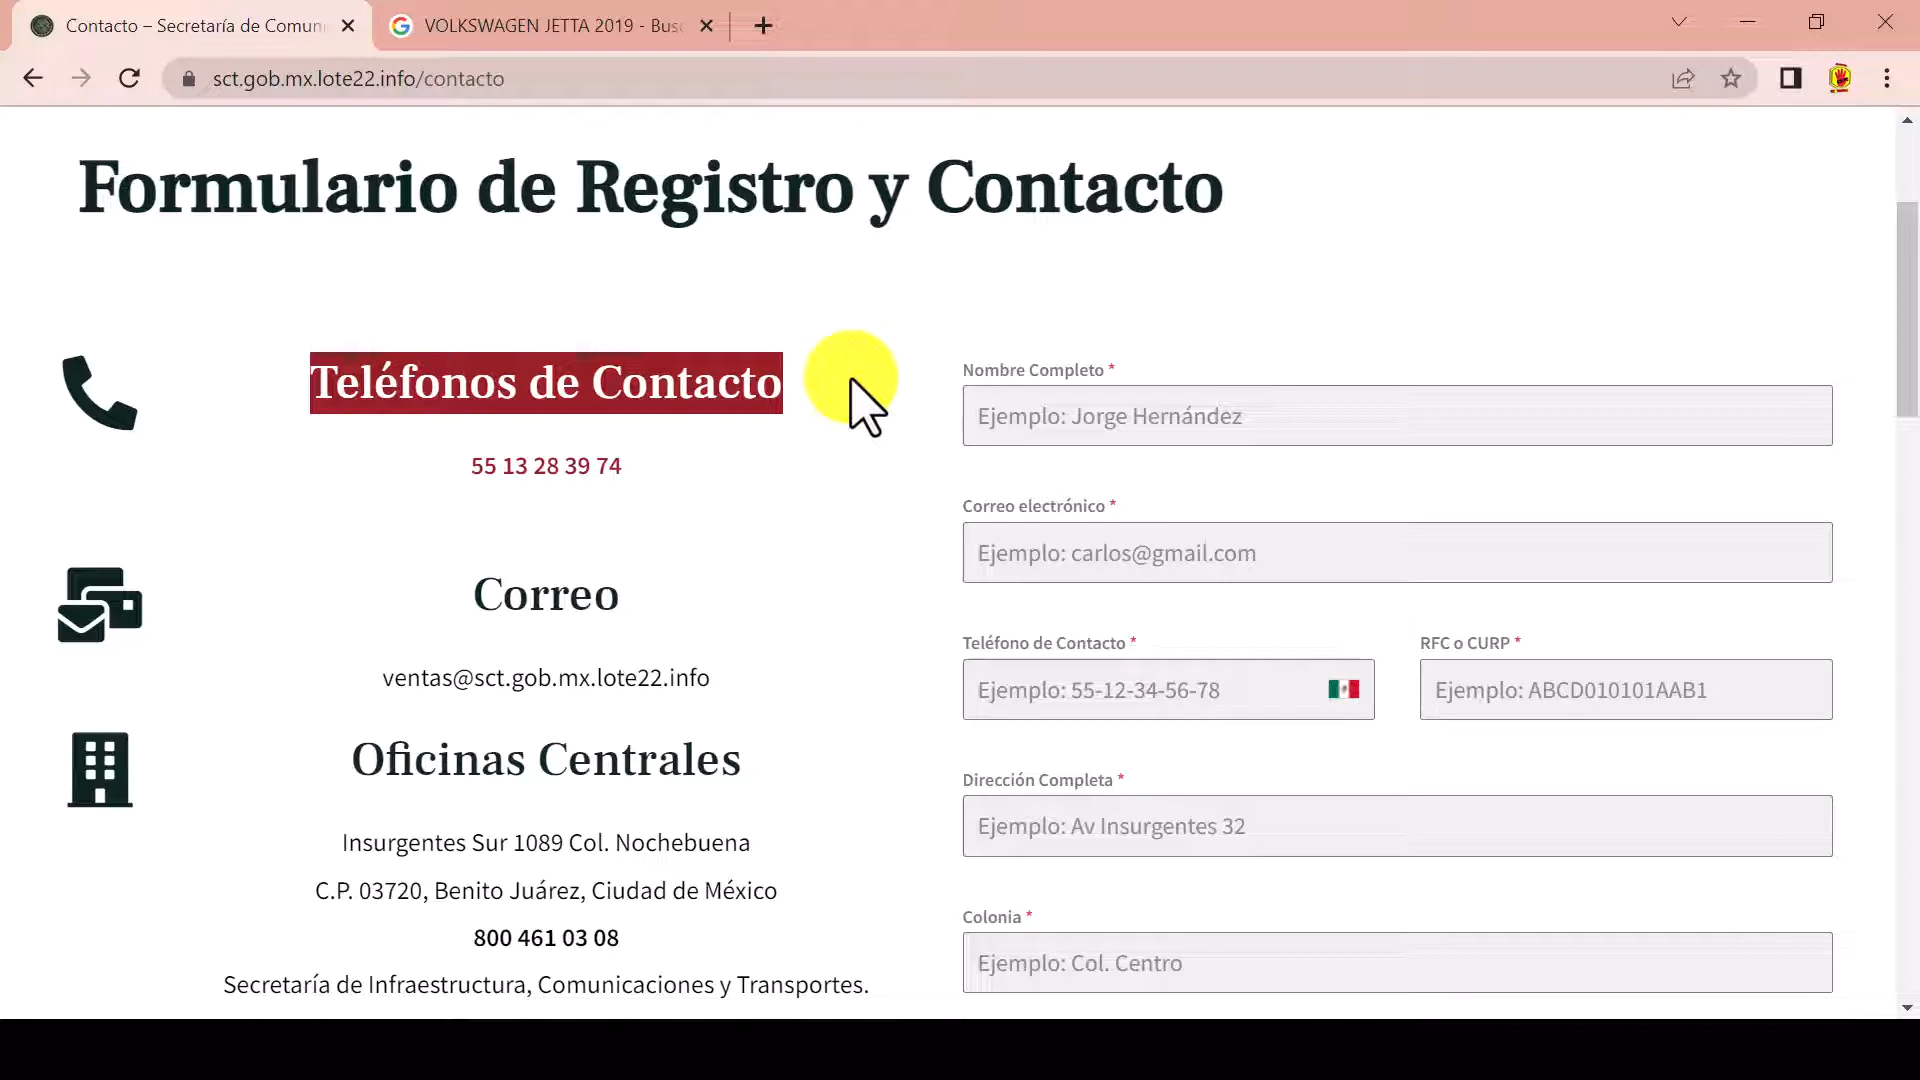 Contacto – Secretaría de Comun
VOLKSWAGEN JETTA 2019 - Busc
sct.gob.mx.lote22.info/contacto
Formulario de Registro y Contacto
Teléfonos de Contacto
55 13 28 39 74
Correo
ventas@sct.gob.mx.lote22.info
Oficinas Centrales
Insurgentes Sur 1089 Col. Nochebuena
C.P. 03720, Benito Juárez, Ciudad de México
800 461 03 08
Secretaría de Infraestructura, Comunicaciones y Transportes.
Nombre Completo *
Ejemplo: Jorge Hernández
Correo electrónico *
Ejemplo: carlos@gmail.com
Teléfono de Contacto *
Ejemplo: 55-12-34-56-78
RFC o CURP *
Ejemplo: ABCD010101AAB1
Dirección Completa *
Ejemplo: Av Insurgentes 32
Colonia *
Ejemplo: Col. Centro